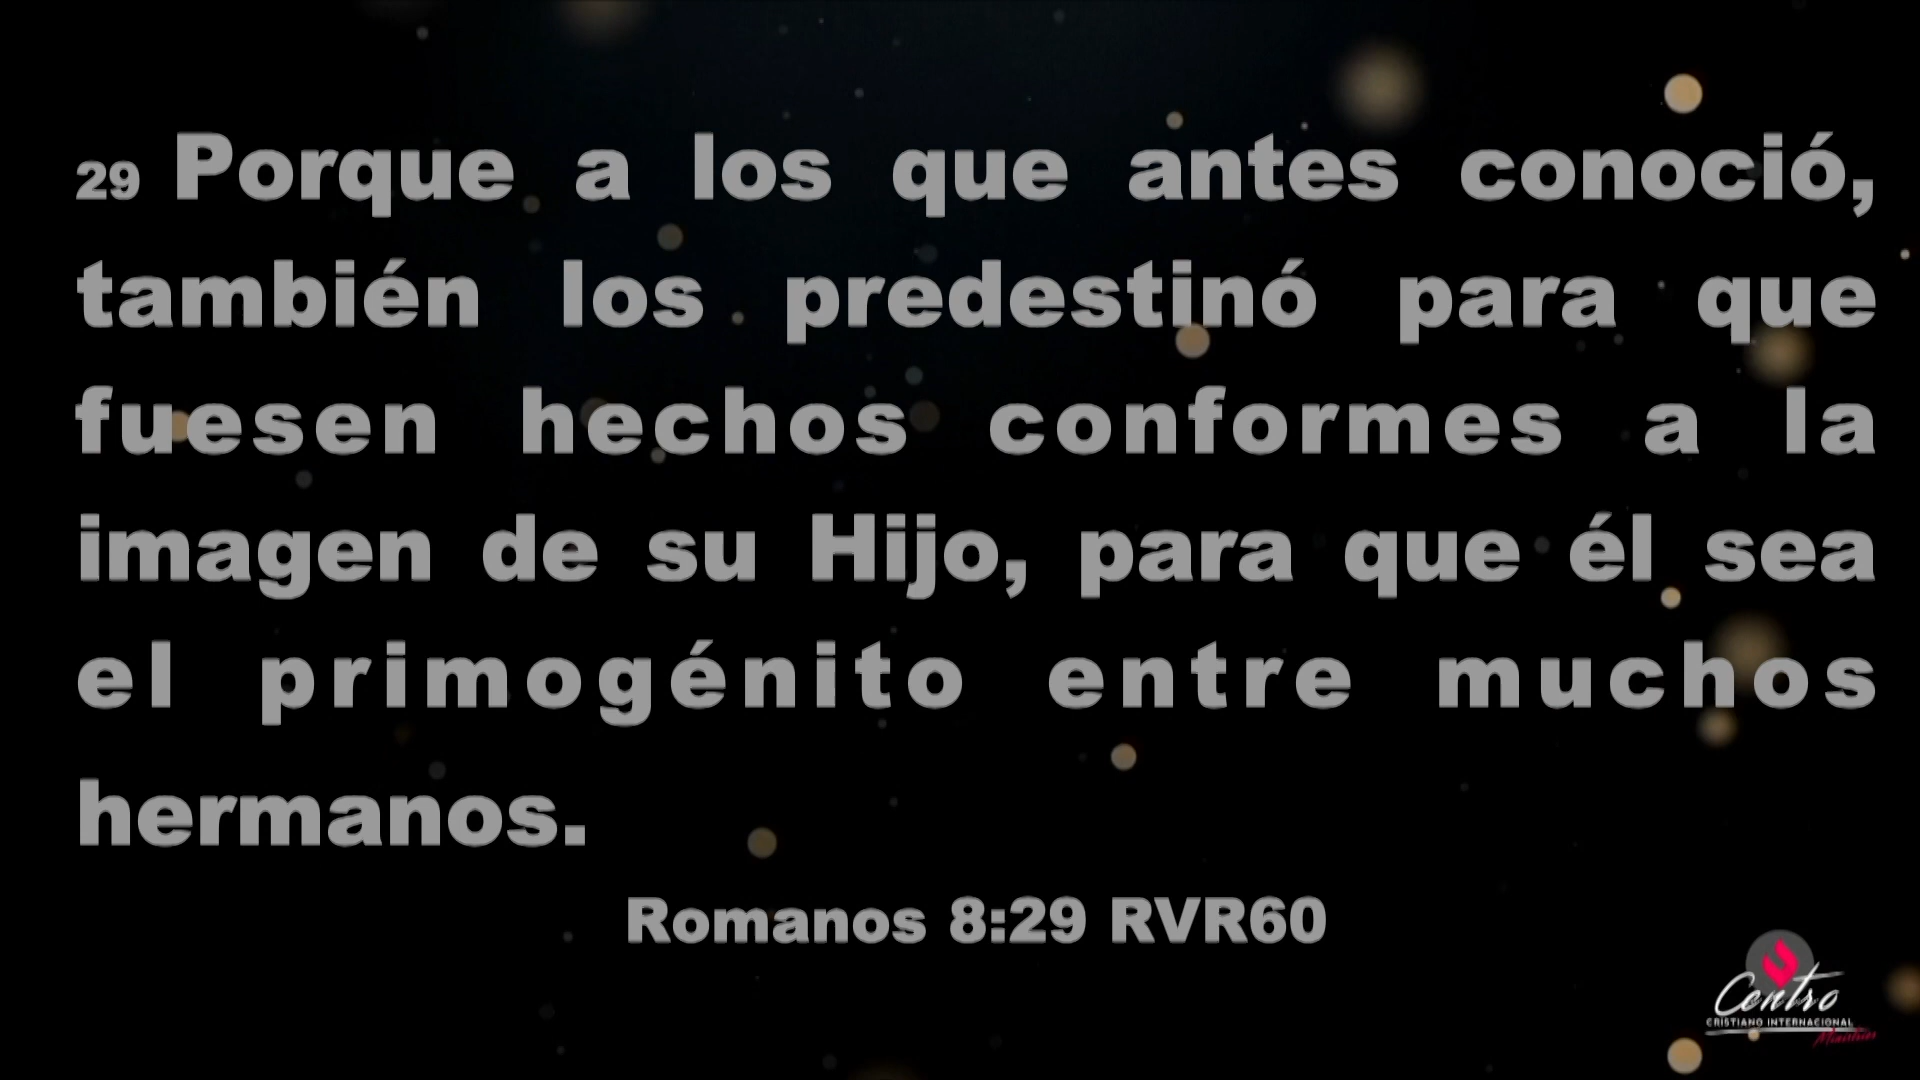 29 Porque a los que antes conoció,
también los predestinó para que
fuesen hechos conformes a la
imagen de su Hijo, para que él sea
el primogénito entre muchos
hermanos.
Romanos 8:29 RVR60
Centro
CRISTIANO INTERNACIONAL
Ministries